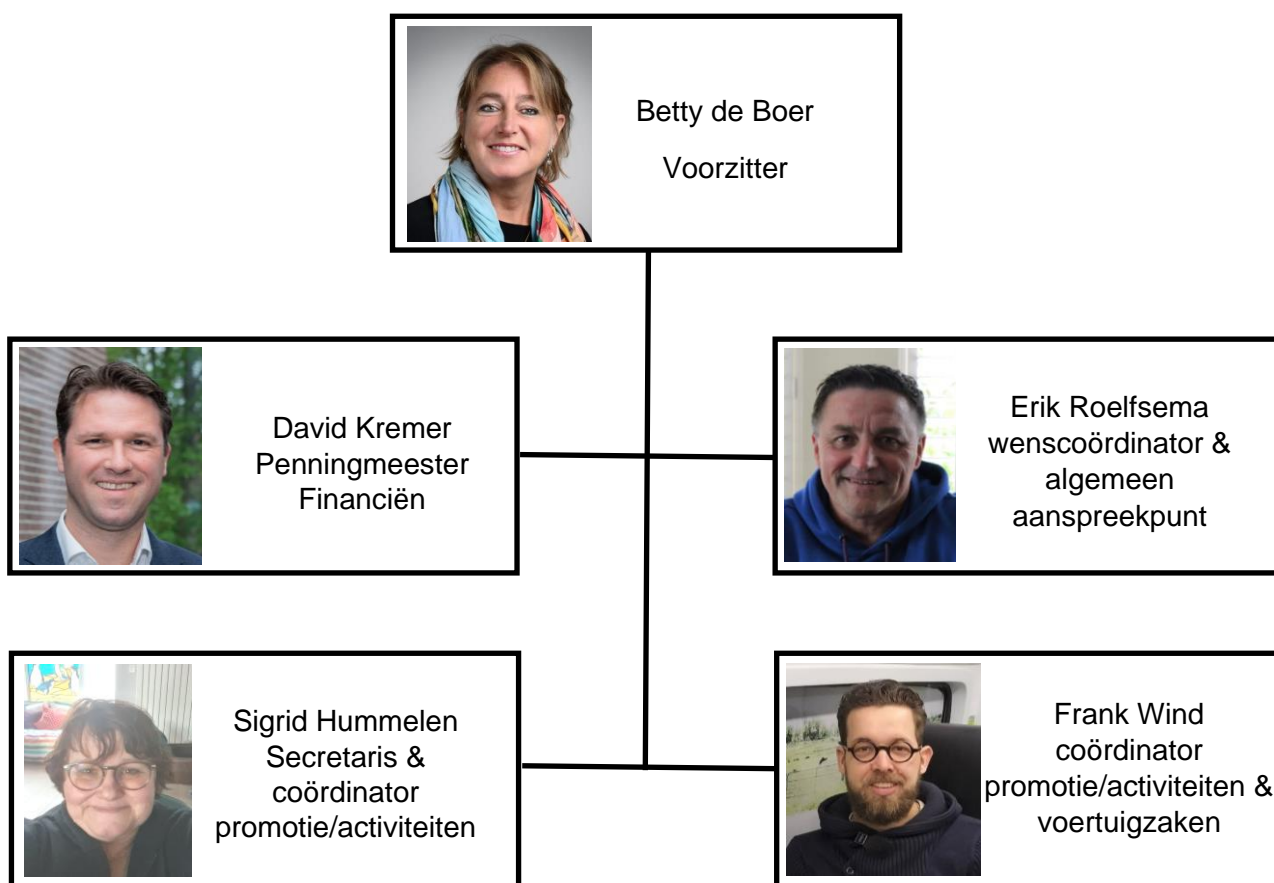 Betty de Boer
Voorzitter
David Kremer
Penningmeester
Financiën
Erik Roelfsema
wenscoördinator &
algemeen
aanspreekpunt
Sigrid Hummelen
Secretaris &
coördinator
promotie/activiteiten
Frank Wind
coördinator
promotie/activiteiten &
voertuigzaken